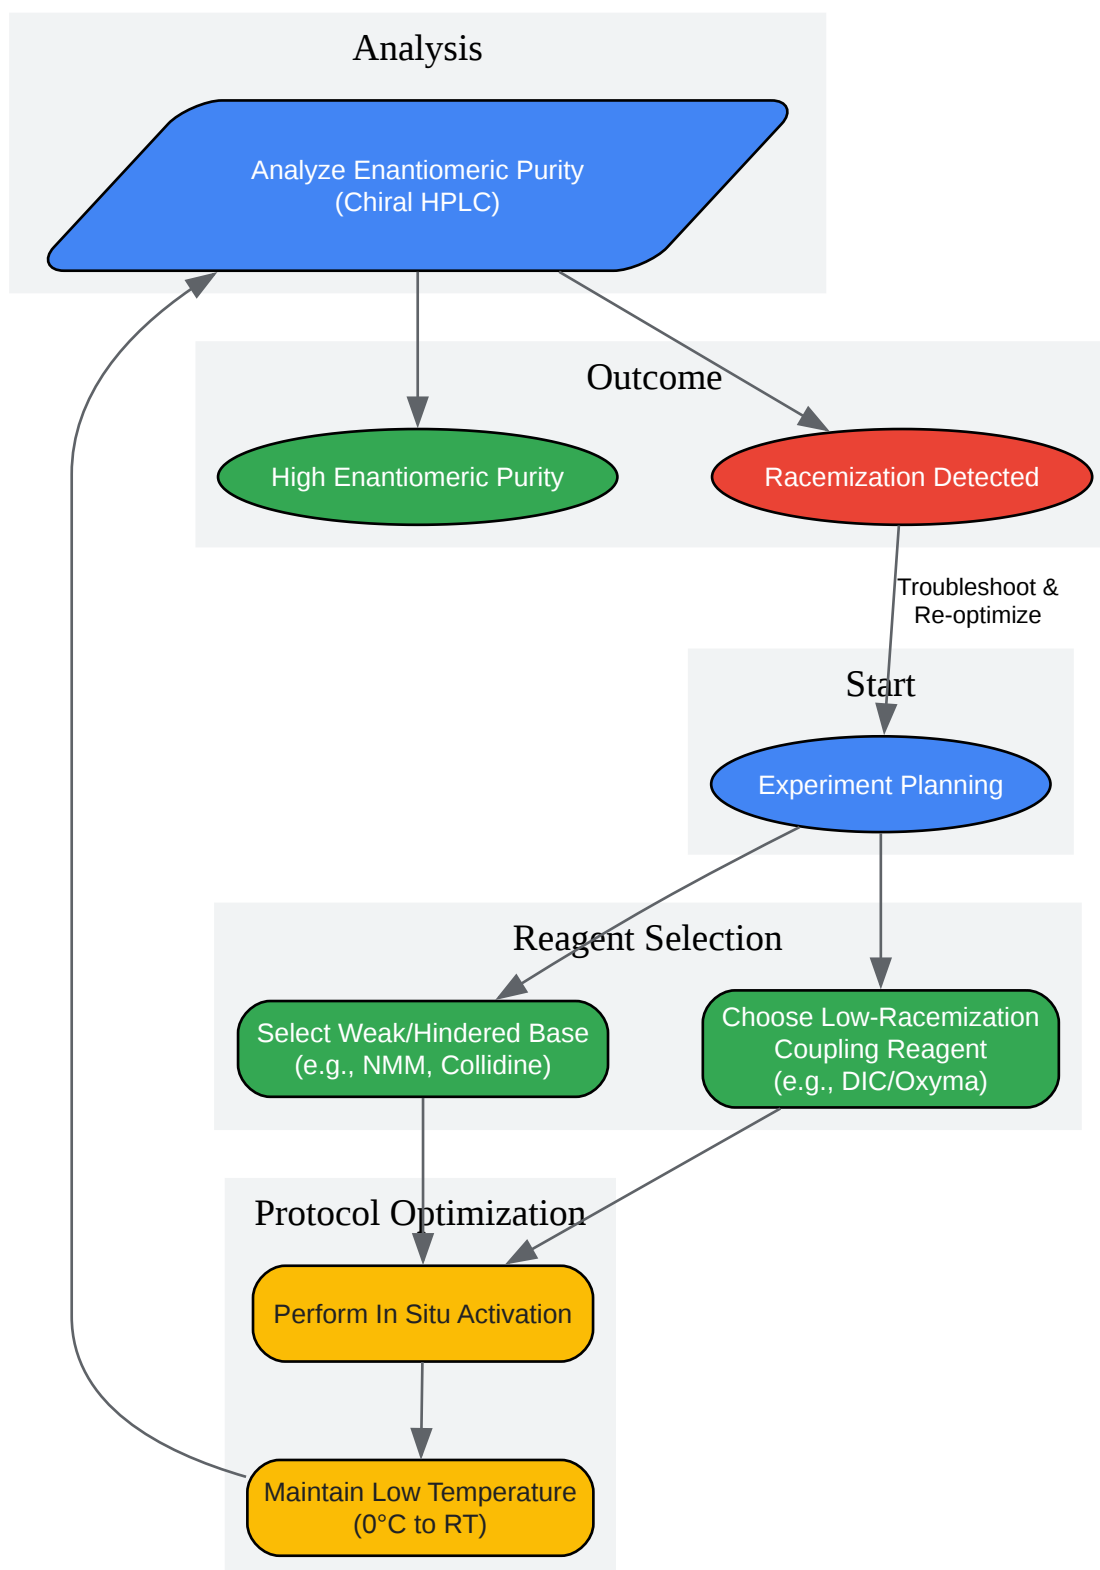 Analysis
Analyze Enantiomeric Purity
(Chiral HPLC)
Outcome
High Enantiomeric Purity
Racemization Detected
Troubleshoot &
Re-optimize
Start
Experiment Planning
Reagent Selection
Select Weak/Hindered Base
(e.g., NMM, Collidine)
Choose Low-Racemization
Coupling Reagent
(e.g., DIC/Oxyma)
Protocol Optimization
Perform In Situ Activation
Maintain Low Temperature
(0°C to RT)